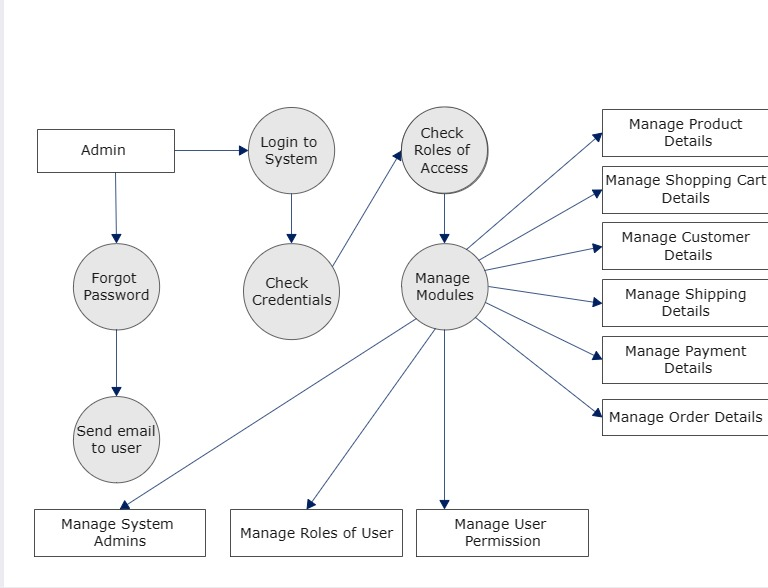 Admin
Login to
System
Check
Roles of
Access
Manage Product
Details
Manage Shopping Cart
Details
Manage Customer
Details
Manage Shipping
Details
Manage Payment
Details
Manage Order Details
Forgot
Password
Check
Credentials
Manage
Modules
Send email
to user
Manage System
Admins
Manage Roles of User
Manage User
Permission